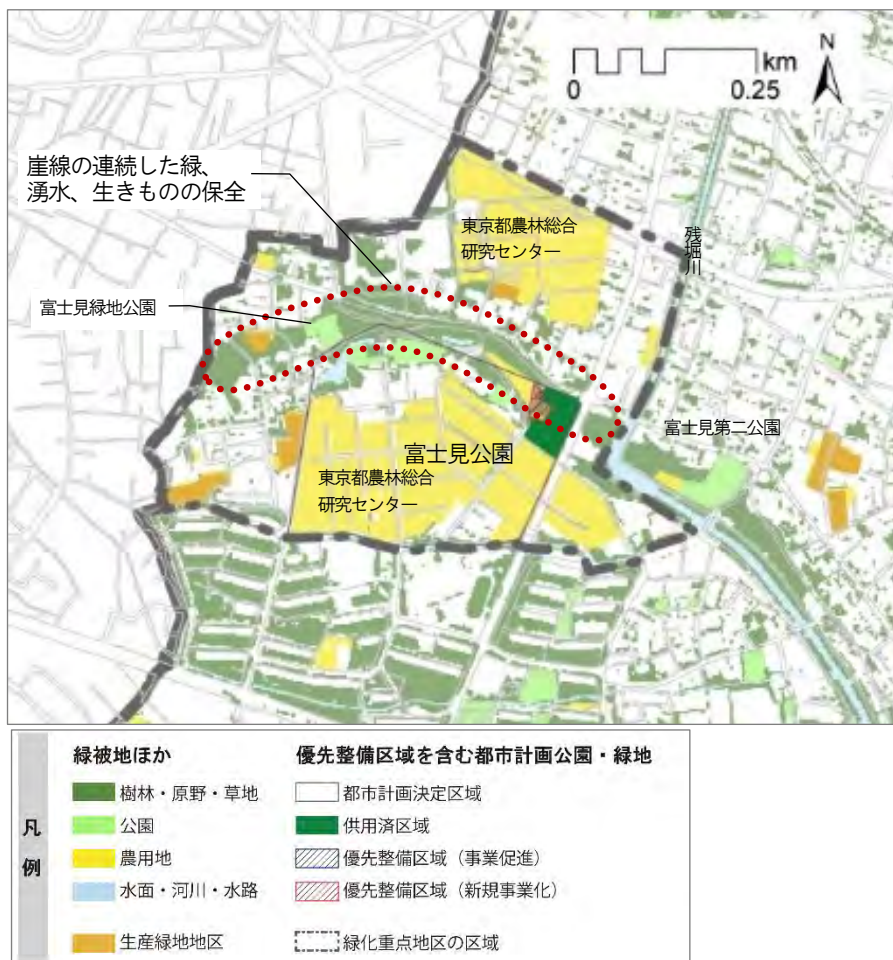 N
km
0
0.25
崖線の連続した緑、
湧水、生きものの保全
残堀川
東京都農林総合
研究センター
富士見緑地公園
富士見第二公園
富士見公園
東京都農林総合
研究センター
凡例
緑被地ほか
樹林・原野・草地
公園
農用地
水面・河川・水路
生産緑地地区
優先整備区域を含む都市計画公園・緑地
都市計画決定区域
供用済区域
優先整備区域（事業促進）
優先整備区域（新規事業化）
緑化重点地区の区域